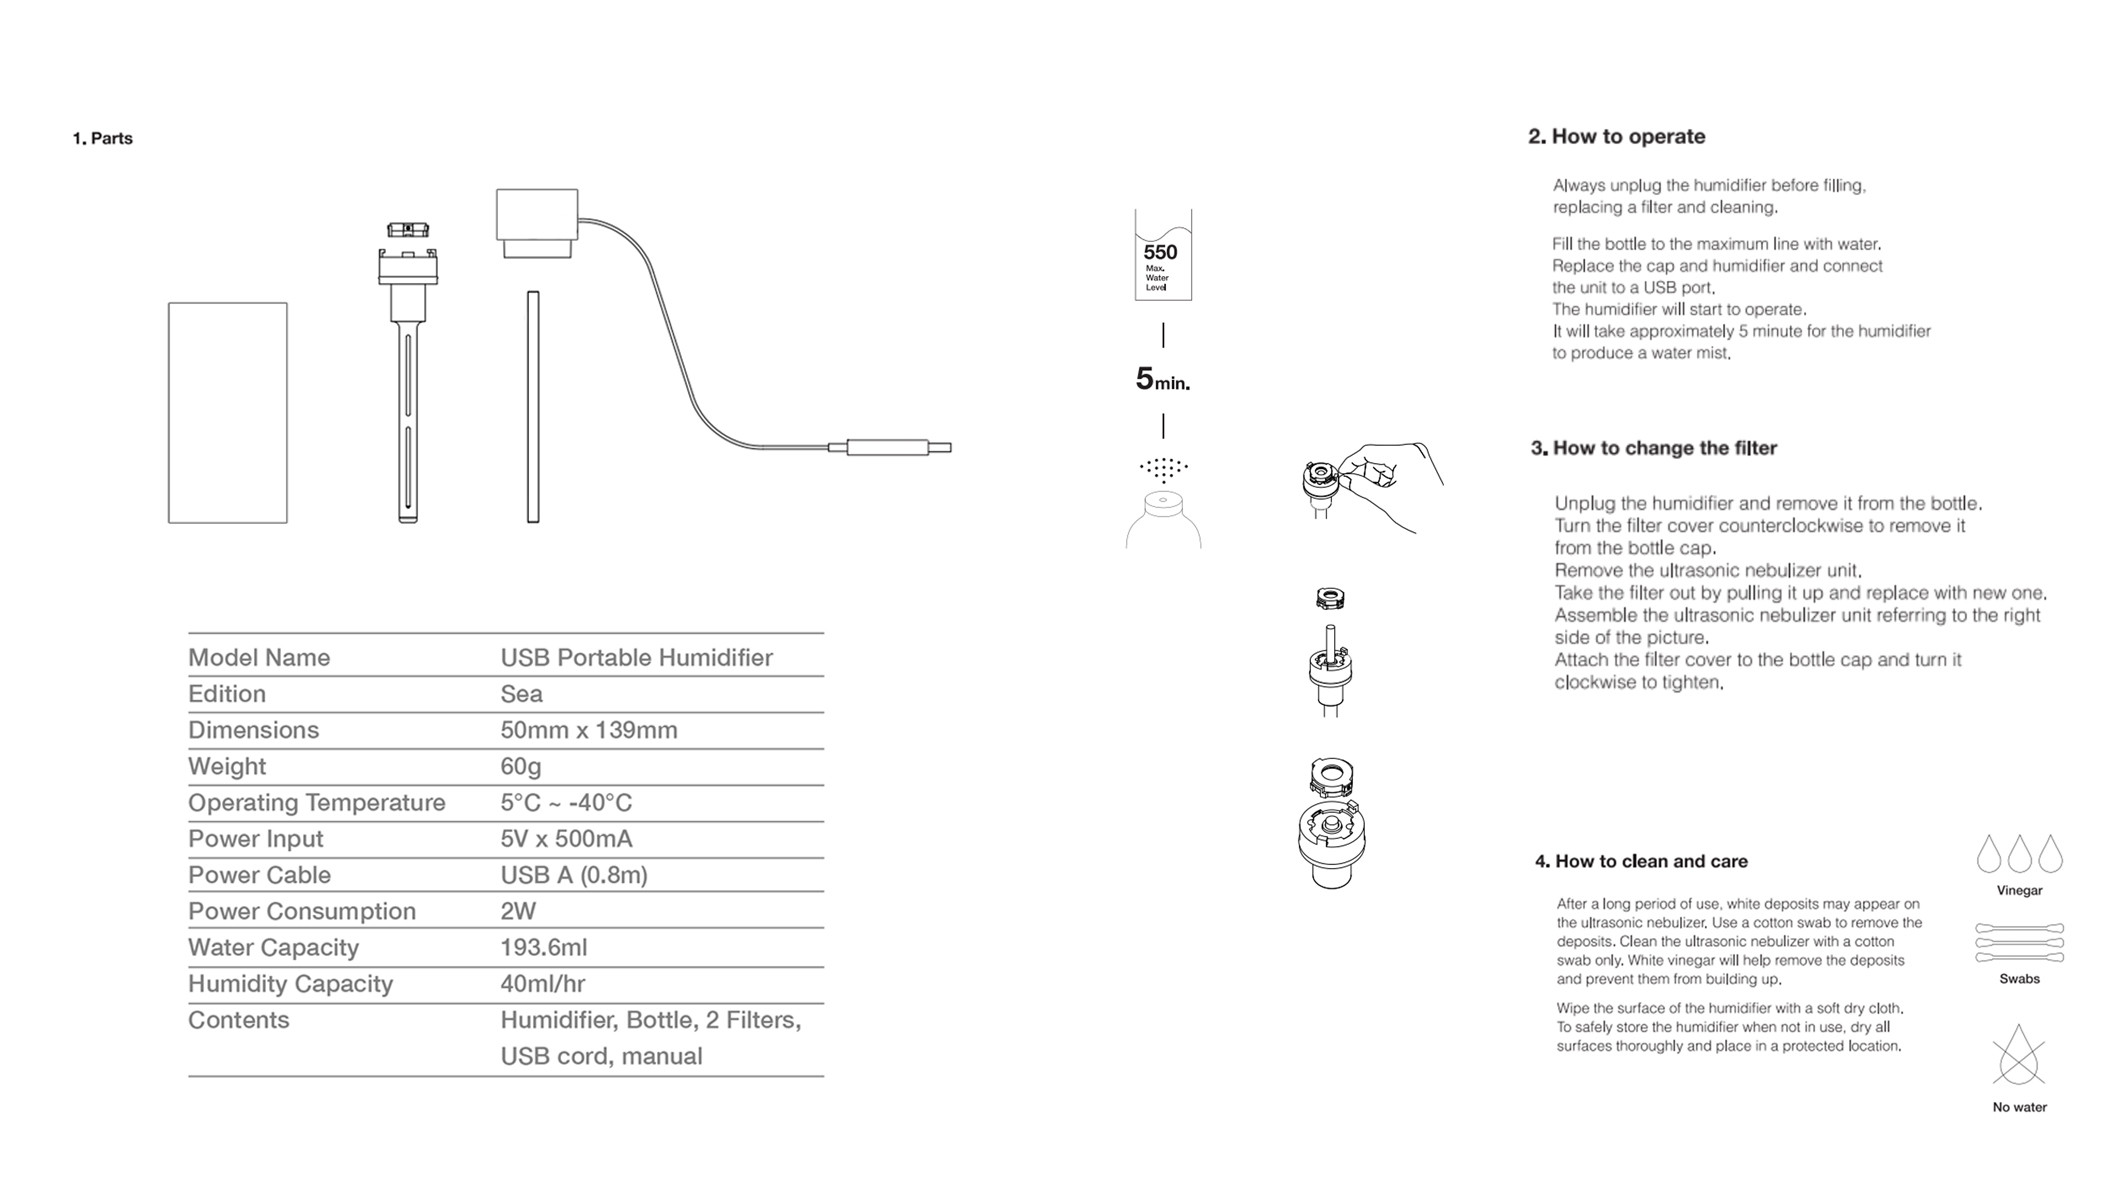 1. Parts
Model Name USB Portable Humidifier
Edition Sea
Dimensions 50mm x 139mm
Weight 60g
Operating Temperature 5°C ~ -40°C
Power Input 5V x 500mA
Power Cable USB A (0.8m)
Power Consumption 2W
Water Capacity 193.6ml
Humidity Capacity 40ml/hr
Contents Humidifier, Bottle, 2 Filters,
USB cord, manual
550
Max.
Water
Level
5min.
2. How to operate
Always unplug the humidifier before filling,
replacing a filter and cleaning.
Fill the bottle to the maximum line with water.
Replace the cap and humidifier and connect
the unit to a USB port.
The humidifier will start to operate.
It will take approximately 5 minute for the humidifier
to produce a water mist.
3. How to change the filter
Unplug the humidifier and remove it from the bottle.
Turn the filter cover counterclockwise to remove it
from the bottle cap.
Remove the ultrasonic nebulizer unit.
Take the filter out by pulling it up and replace with new one.
Assemble the ultrasonic nebulizer unit referring to the right
side of the picture.
Attach the filter cover to the bottle cap and turn it
clockwise to tighten.
4. How to clean and care
After a long period of use, white deposits may appear on
the ultrasonic nebulizer. Use a cotton swab to remove the
deposits. Clean the ultrasonic nebulizer with a cotton
swab only. White vinegar will help remove the deposits
and prevent them from building up.
Wipe the surface of the humidifier with a soft dry cloth.
To safely store the humidifier when not in use, dry all
surfaces thoroughly and place in a protected location.
Vinegar
Swabs
No water